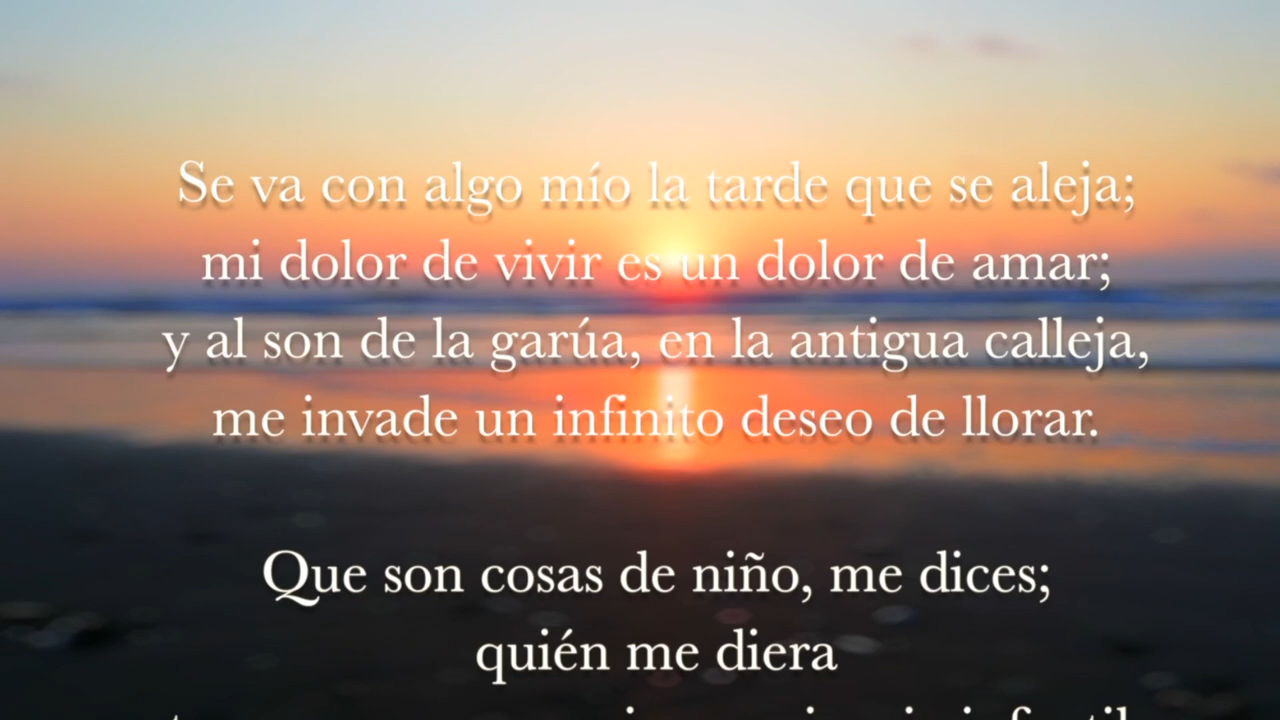 Se va con algo mío la tarde que se aleja;
mi dolor de vivir es un dolor de amar;
y al son de la garúa, en la antigua calleja,
me invade un infinito deseo de llorar.
Que son cosas de niño, me dices;
quién me diera